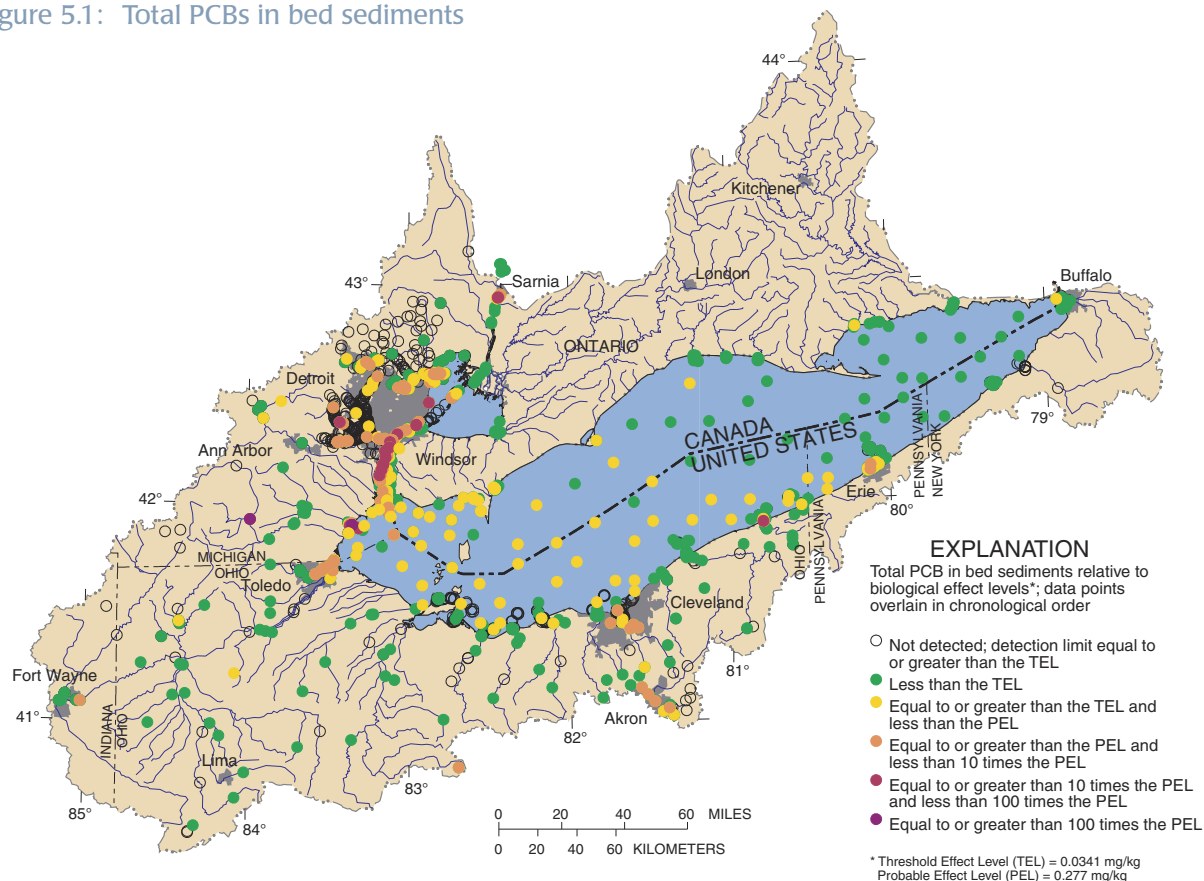 gure 5.1: Total PCBs in bed sediments
44°
Kitchener
43°
Sarnia
London
Buffalo
ONTARIO
Detroit
79°
CANADA
UNITED STATES
PENNSYLVANIA
NEW YORK
Ann Arbor
Windsor
Erie
80°
42°
MICHIGAN
OHIO
Toledo
OHIO
PENNSYLVANIA
Cleveland
81°
Fort Wayne
41°
INDIANA
OHIO
Akron
82°
Lima
83°
85°
84°
0 20 40 60 MILES
0 20 40 60 KILOMETERS
EXPLANATION
Total PCB in bed sediments relative to
biological effect levels*; data points
overlain in chronological order
Not detected; detection limit equal to
or greater than the TEL
Less than the TEL
Equal to or greater than the TEL and
less than the PEL
Equal to or greater than the PEL and
less than 10 times the PEL
Equal to or greater than 10 times the PEL
and less than 100 times the PEL
Equal to or greater than 100 times the PEL
* Threshold Effect Level (TEL) = 0.0341 mg/kg
Probable Effect Level (PEL) = 0.277 mg/kg